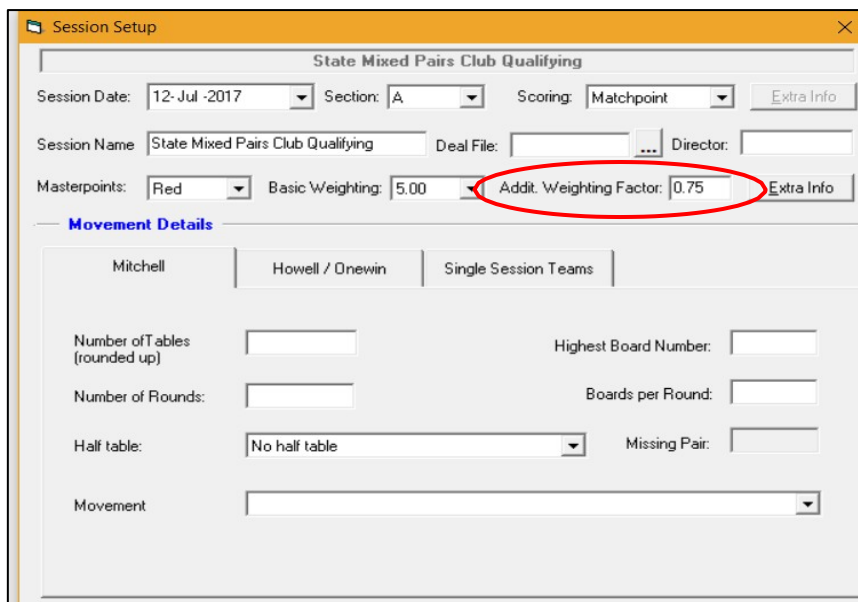 Session Setup
State Mixed Pairs Club Qualifying
Session Date: 12- Jul -2017 Section: A Scoring: Matchpoint Extra Info
Session Name State Mixed Pairs Club Qualifying Deal File: ... Director:
Masterpoints: Red Basic Weighting: 5.00 Addit. Weighting Factor: 0.75 Extra Info
Movement Details
Mitchell Howell / Onewin Single Session Teams
Number ofTables Highest Board Number:
(rounded up)
Number of Rounds: Boards per Round:
Half table: No half table Missing Pair:
Movement